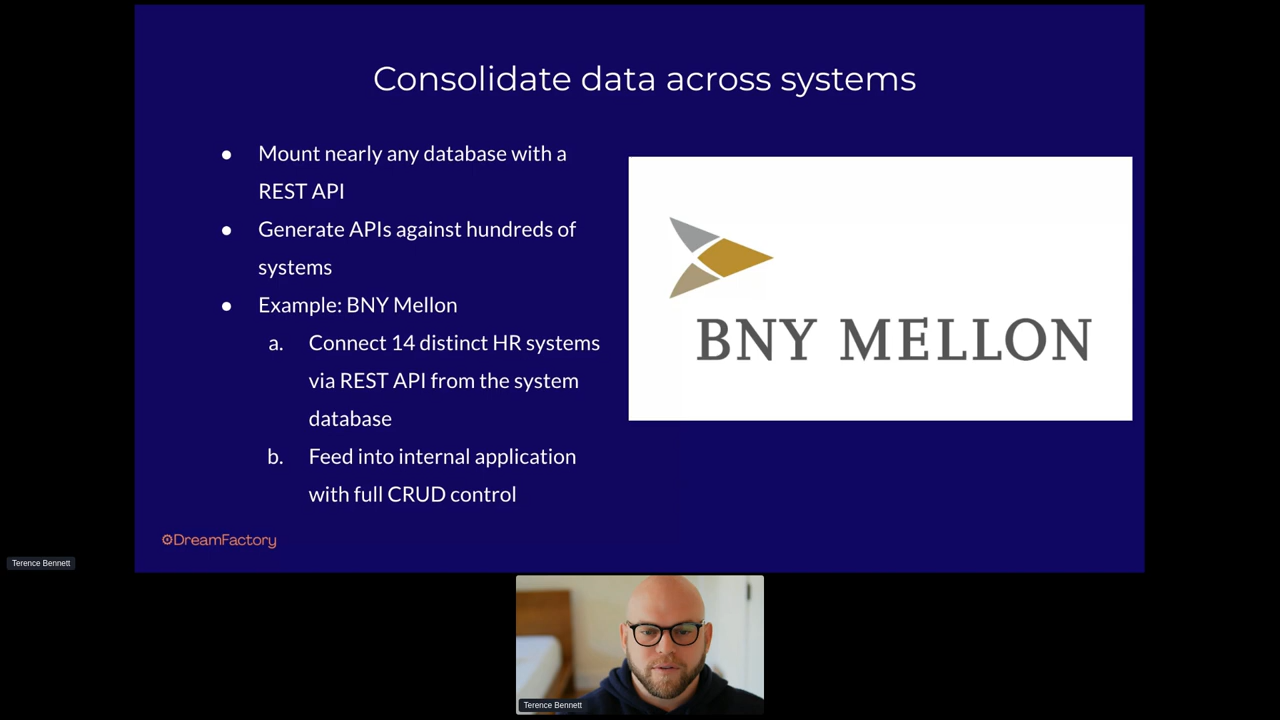 Consolidate data across systems
● Mount nearly any database with a
REST API
● Generate APIs against hundreds of
systems
● Example: BNY Mellon
a. Connect 14 distinct HR systems
via REST API from the system
database
b. Feed into internal application
with full CRUD control
BNY MELLON
DreamFactory
Terence Bennett
Terence Bennett